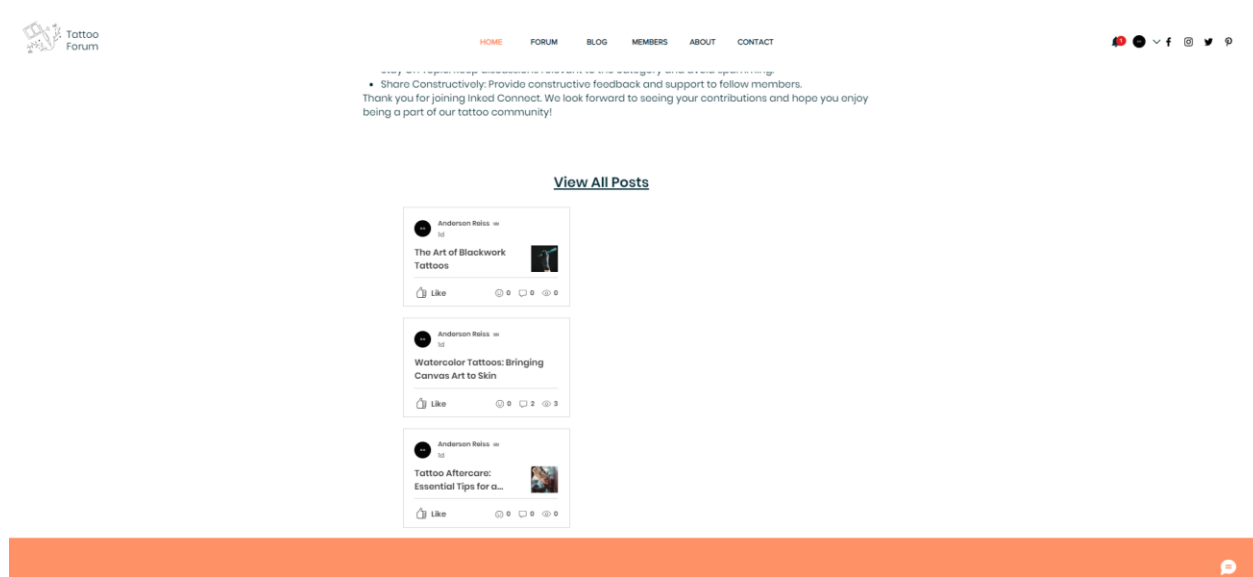 Tattoo
Forum
HOME FORUM BLOG MEMBERS ABOUT CONTACT
1
• Share Constructively: Provide constructive feedback and support to fellow members.
Thank you for joining Inked Connect. We look forward to seeing your contributions and hope you enjoy
being a part of our tattoo community!
View All Posts
Anderson Reiss
1d
The Art of Blackwork
Tattoos
Like 0 0 0
Anderson Reiss
1d
Watercolor Tattoos: Bringing
Canvas Art to Skin
Like 0 2 3
Anderson Reiss
1d
Tattoo Aftercare:
Essential Tips for a...
Like 0 0 0